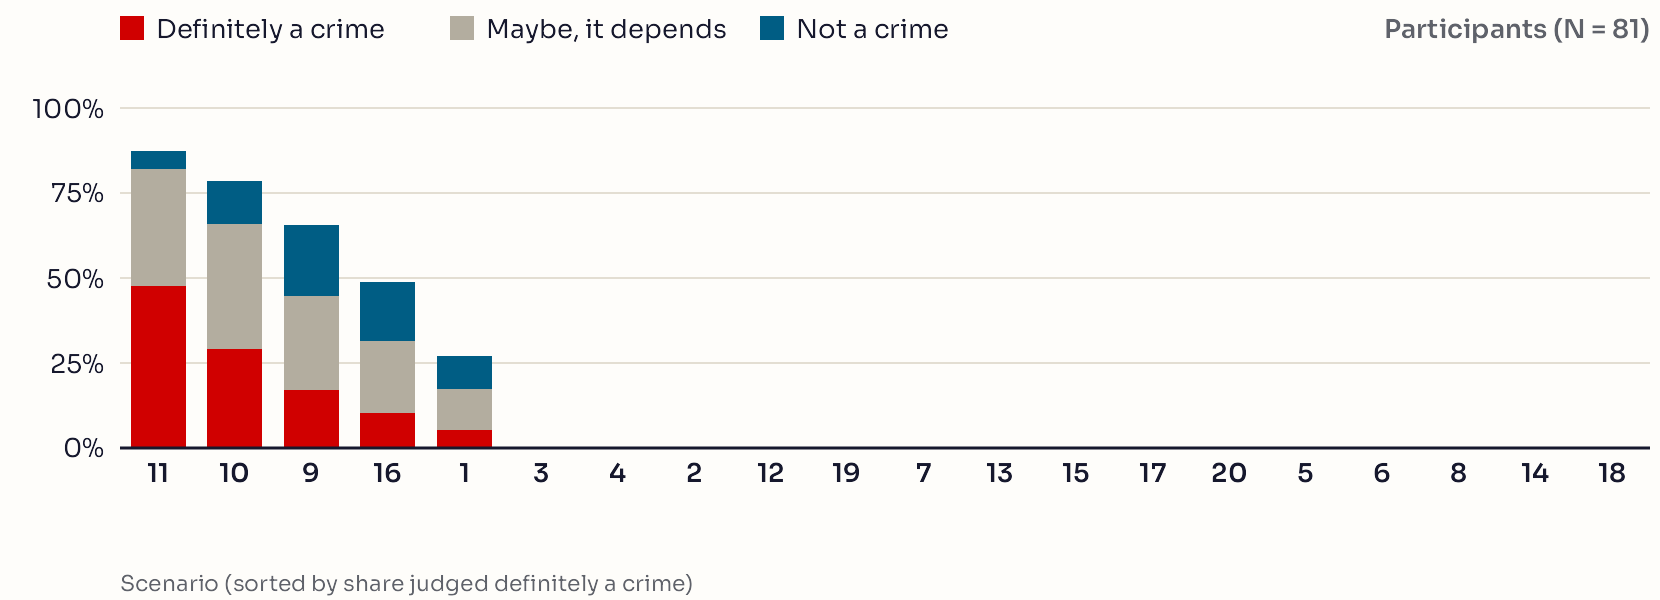 Definitely a crime Maybe, it depends Not a crime Participants (N = 81)
100%
75%
50%
25%
0%
11 10 9 16 1 3 4 2 12 19 7 13 15 17 20 5 6 8 14 18
Scenario (sorted by share judged definitely a crime)